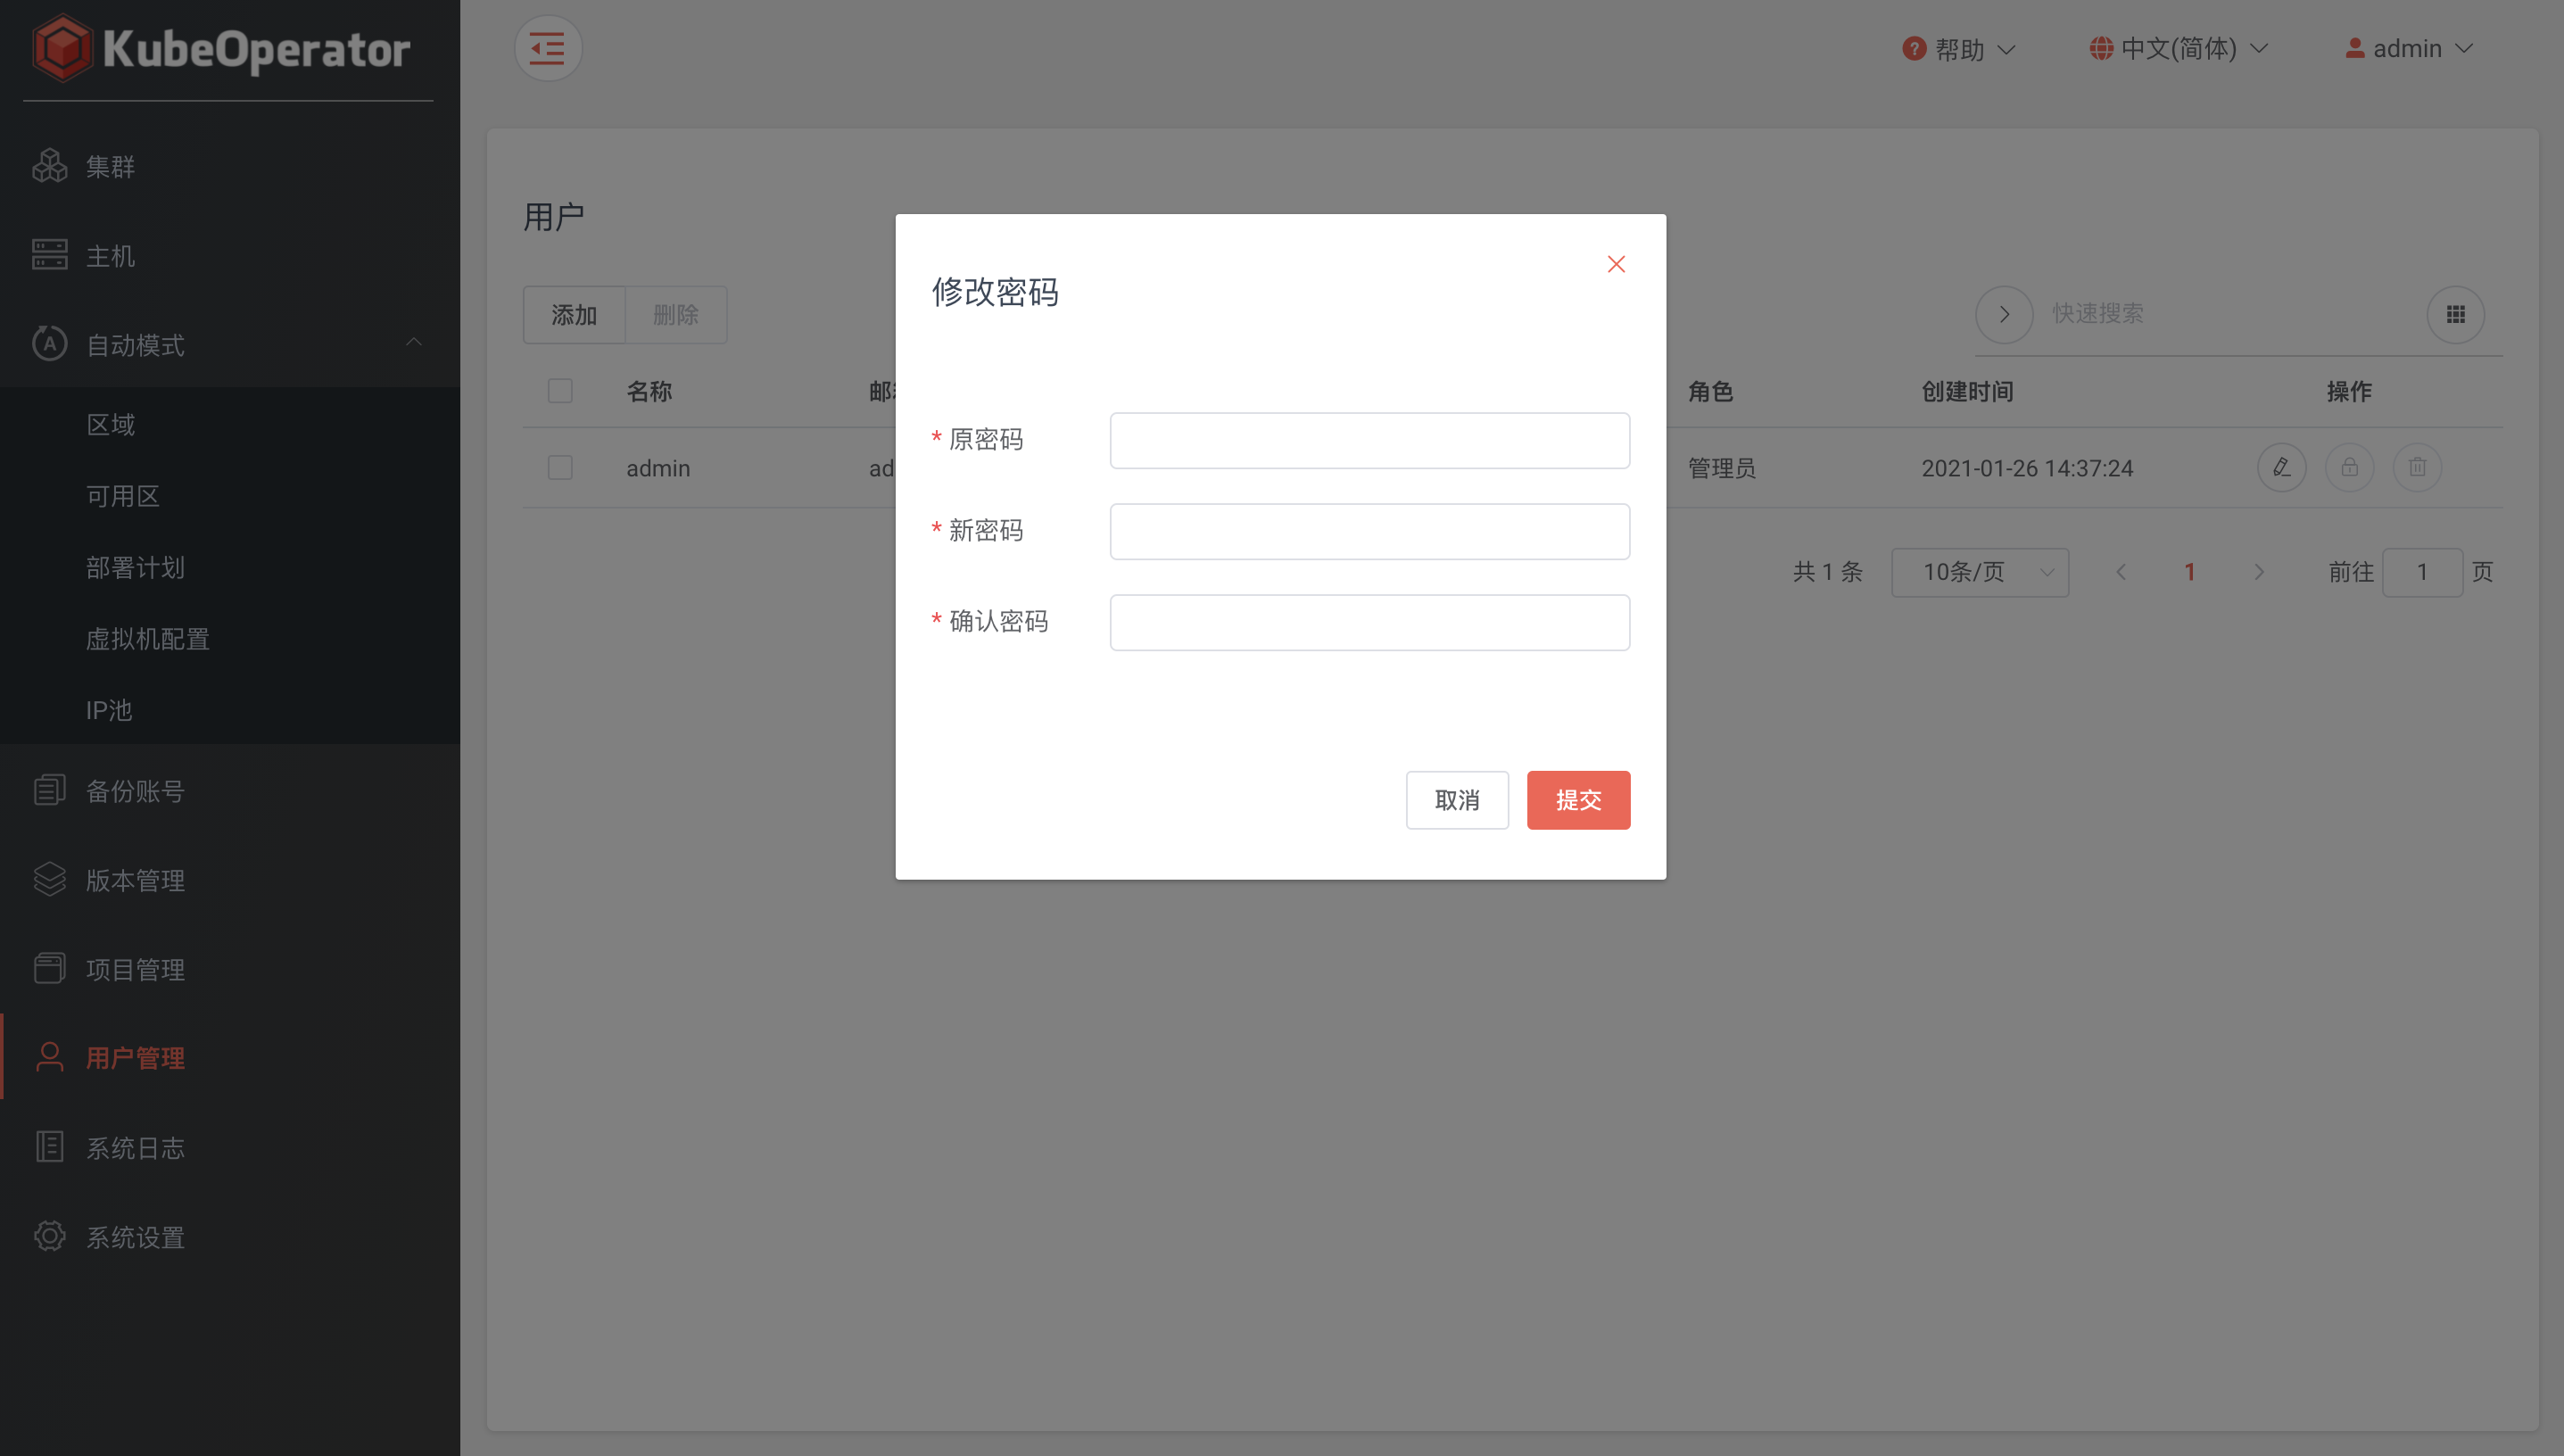 KubeOperator
帮助
中文(简体)
admin
集群
主机
自动模式
区域
可用区
部署计划
虚拟机配置
IP池
备份账号
版本管理
项目管理
用户管理
系统日志
系统设置
用户
添加 删除
快速搜索
名称 邮 角色 创建时间 操作
admin ad 管理员 2021-01-26 14:37:24
共 1 条 10条/页 1 前往 1 页
修改密码
* 原密码
* 新密码
* 确认密码
取消 提交